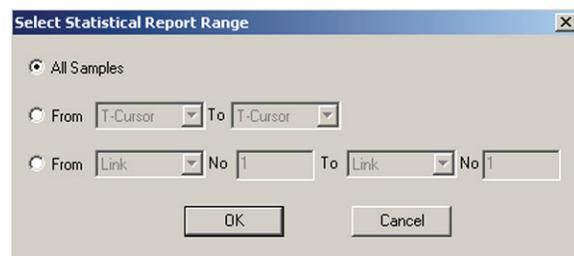 Select Statistical Report Range
All Samples
From T-Cursor To T-Cursor
From Link No 1 To Link No 1
OK Cancel